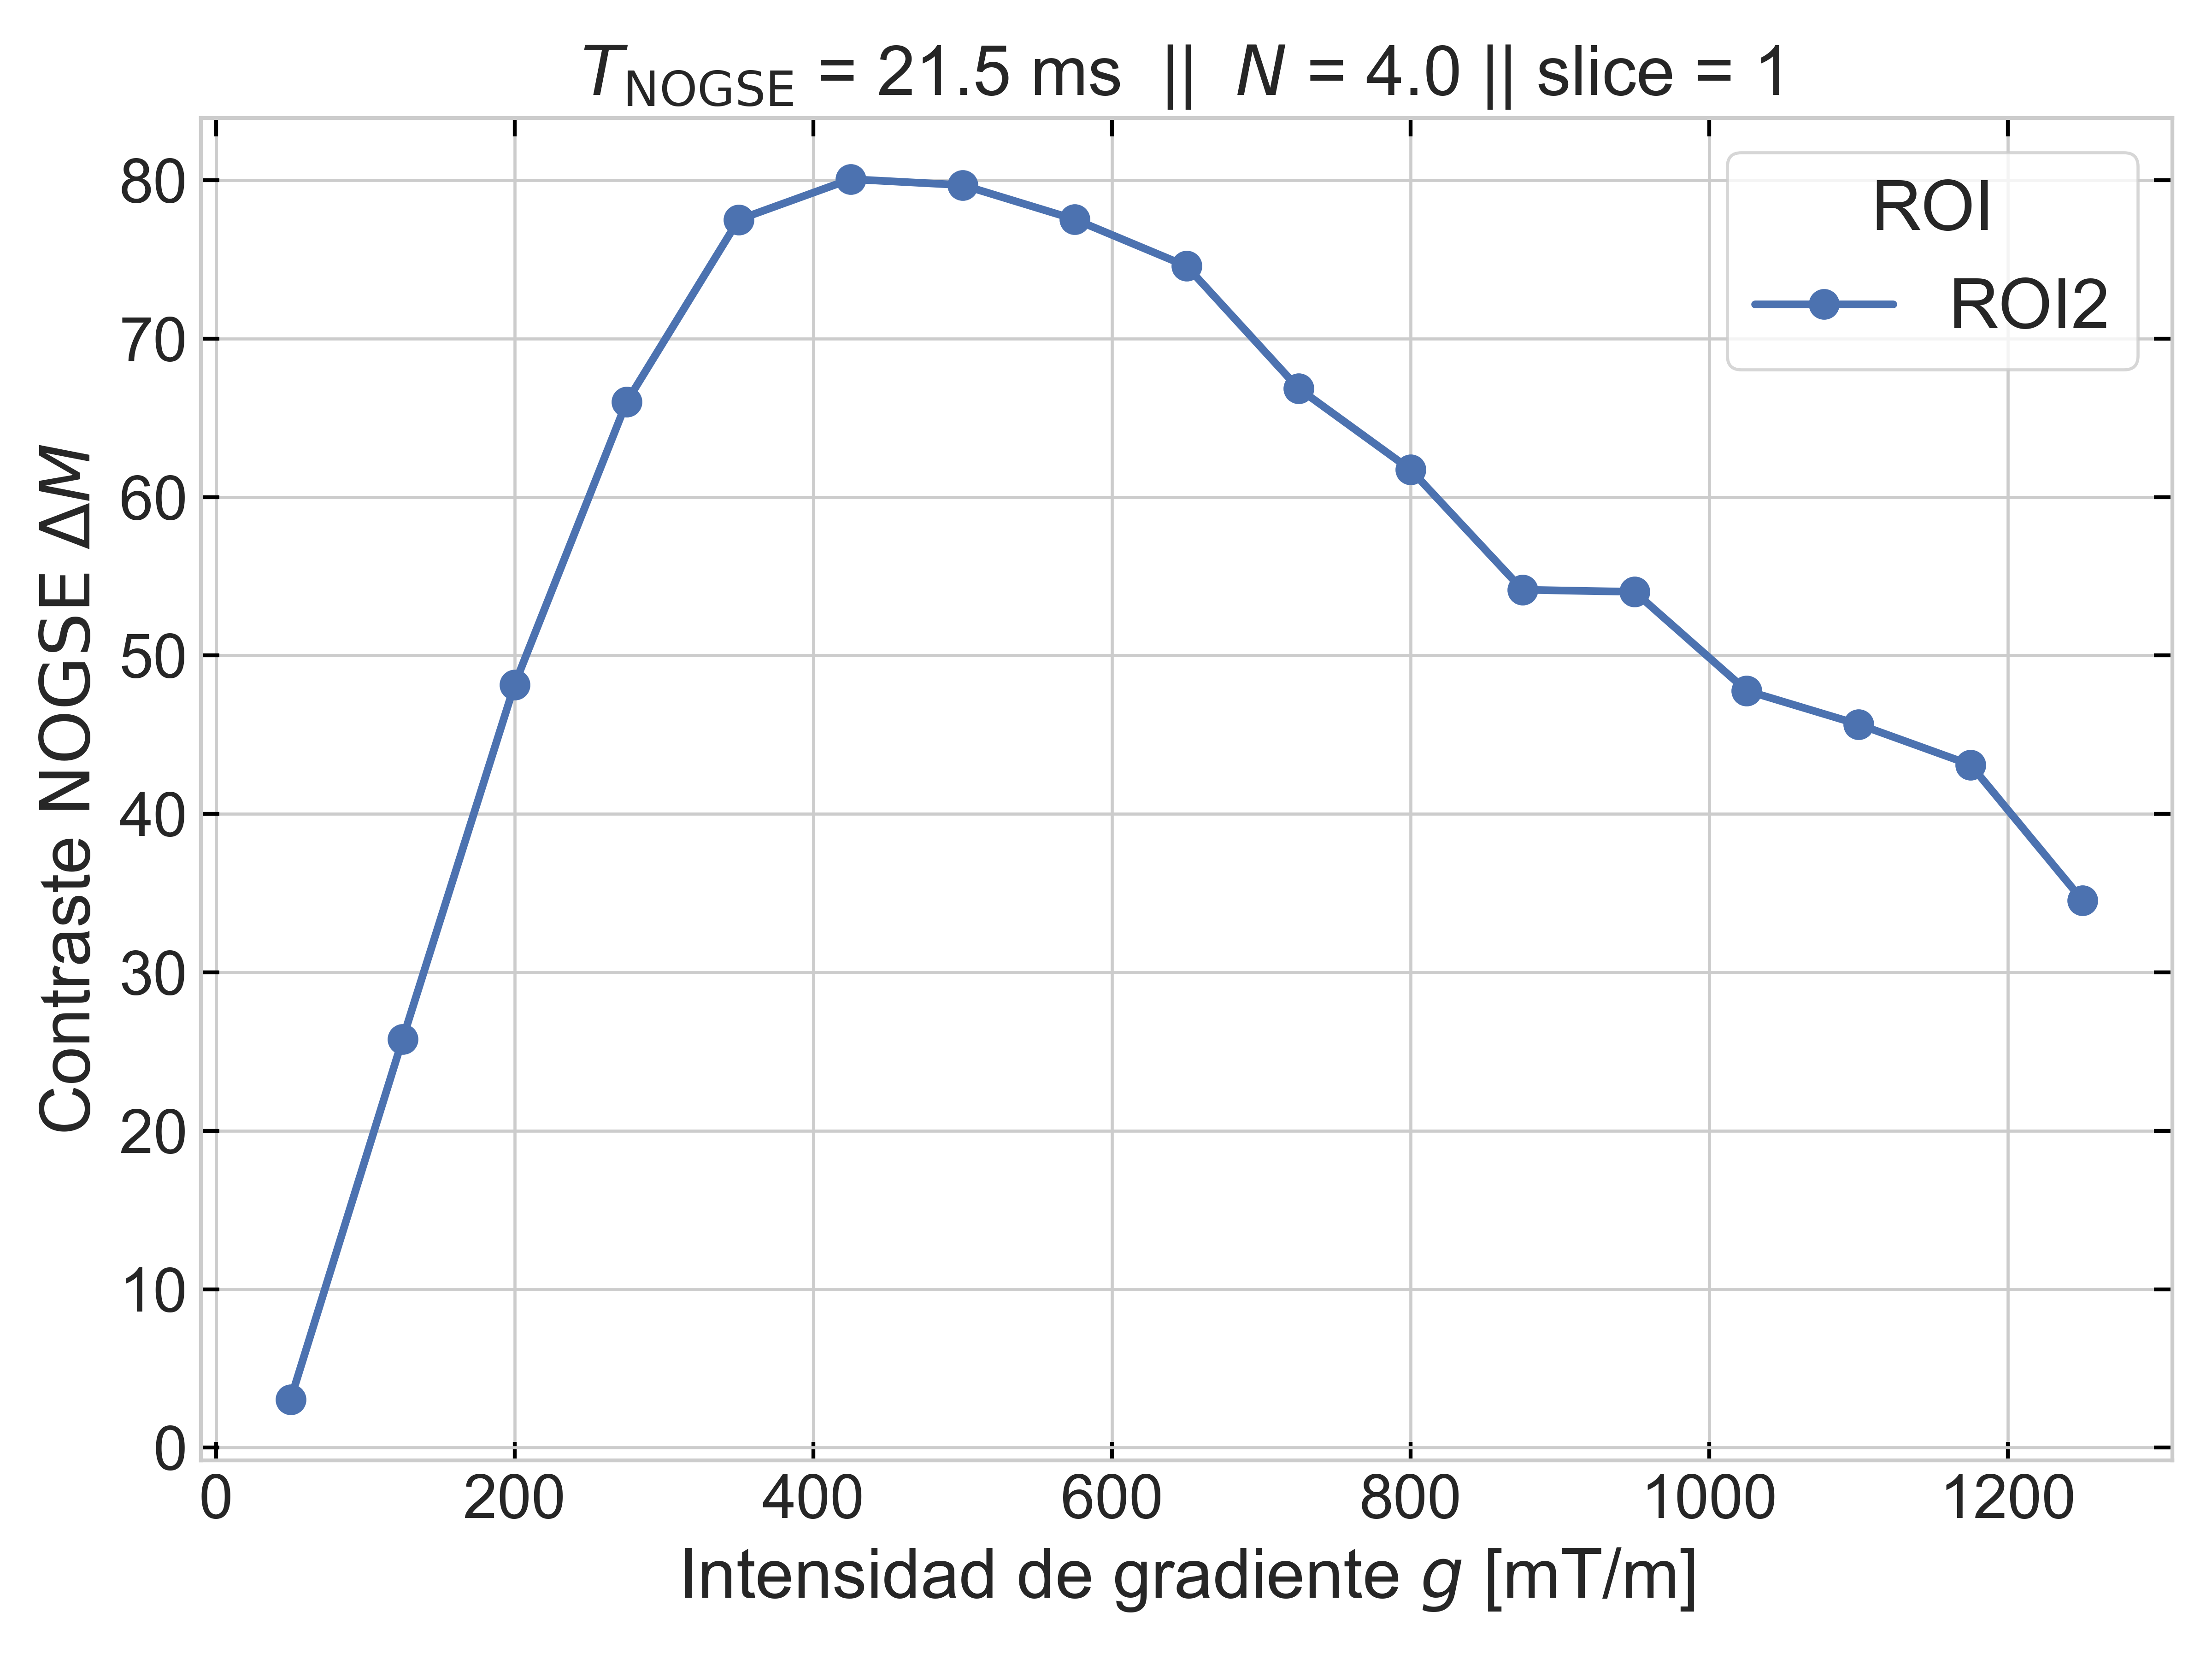 T_NOGSE = 21.5 ms || N = 4.0 || slice = 1
ROI
ROI2
Contraste NOGSE ΔM
80
70
60
50
40
30
20
10
0
0 200 400 600 800 1000 1200
Intensidad de gradiente g [mT/m]